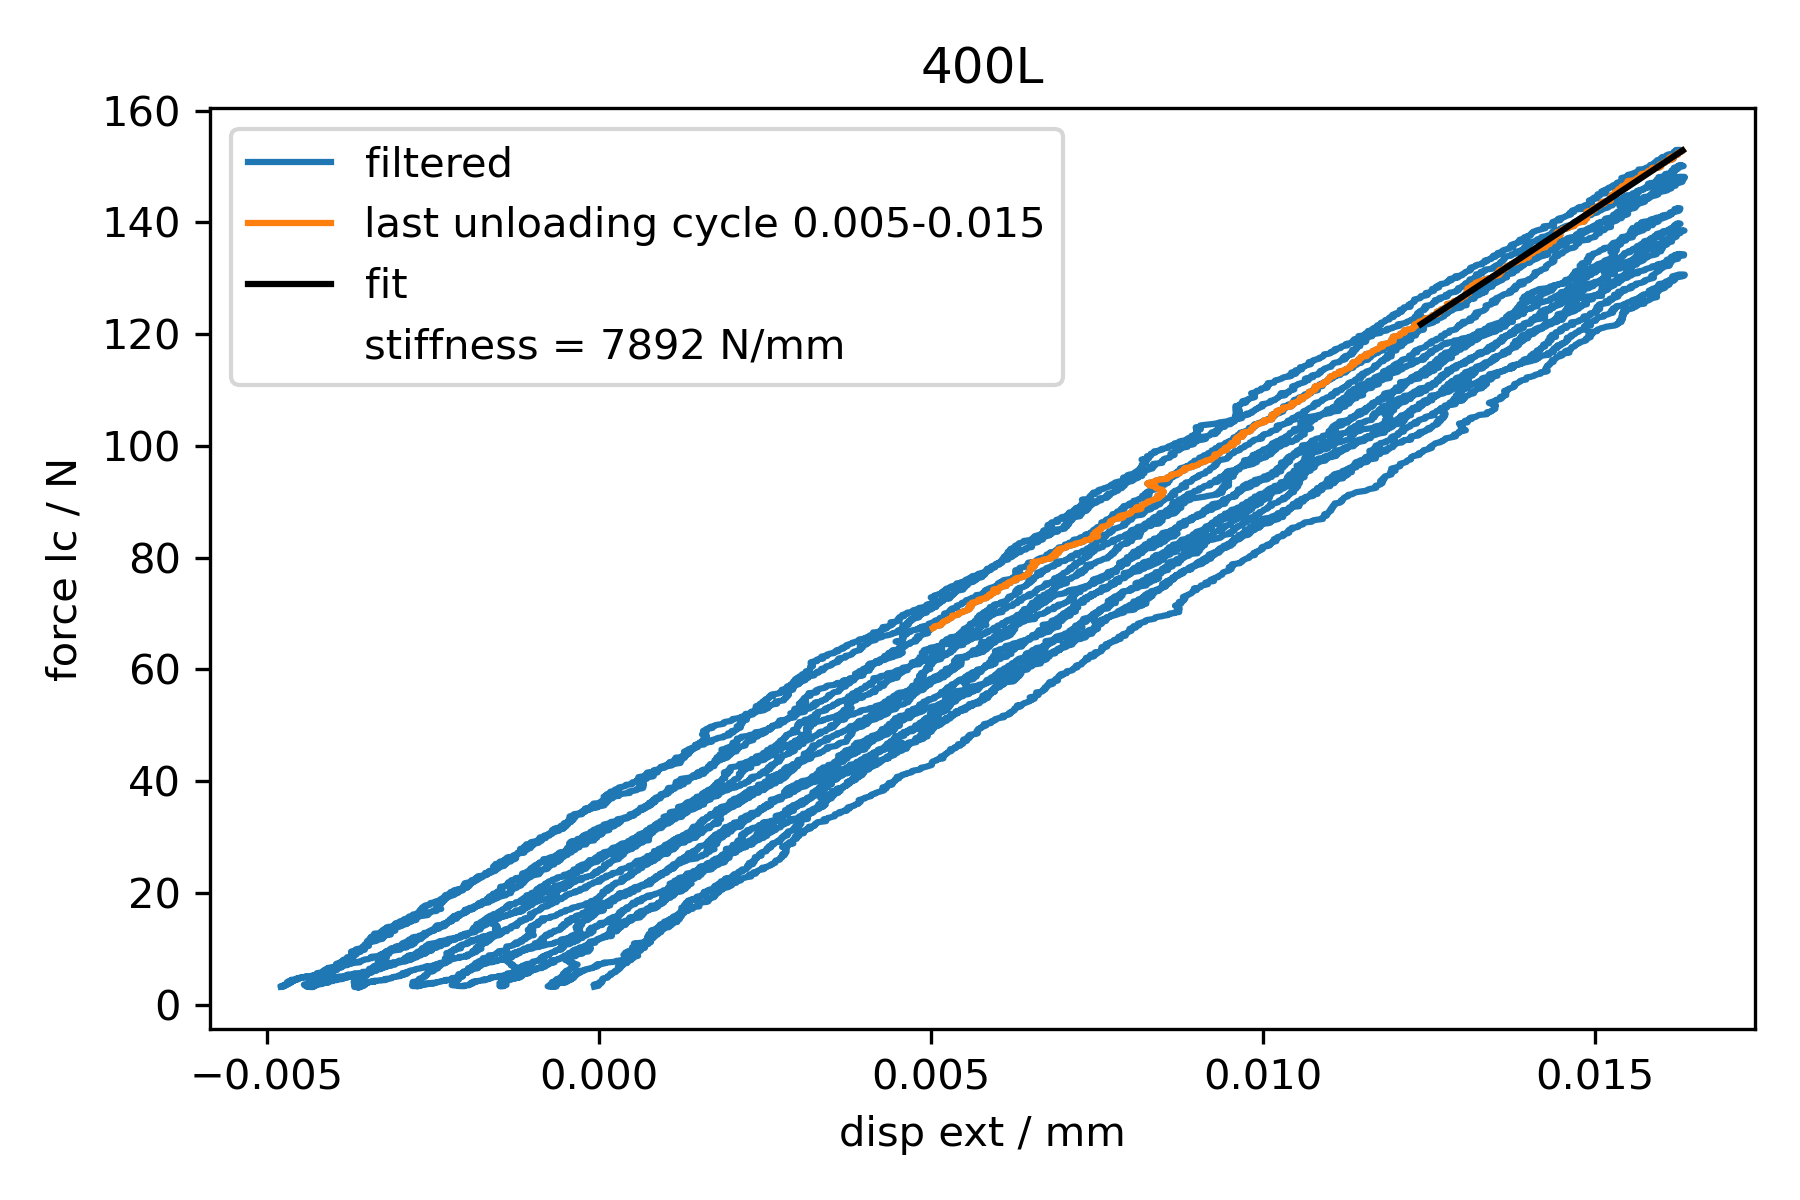 400L
160
140
120
100
80
60
40
20
0
force lc / N
filtered
last unloading cycle 0.005-0.015
fit
stiffness = 7892 N/mm
−0.005
0.000
0.005
0.010
0.015
disp ext / mm